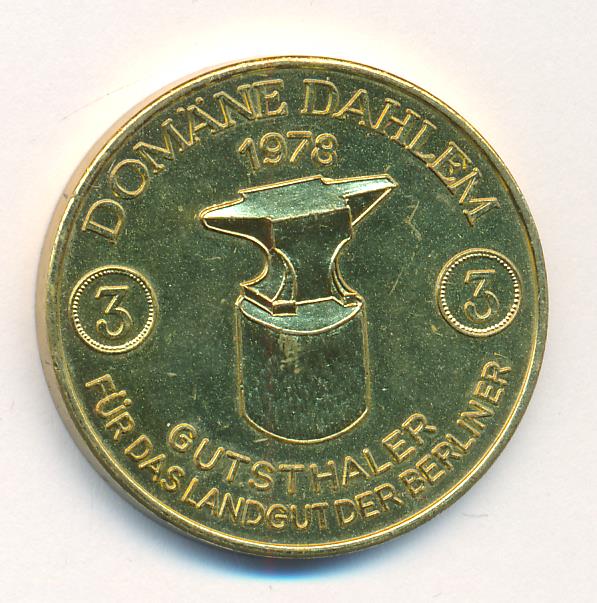 DOMÄNE DAHLEM
1978
3 3
GUTSTHALER
FÜR DAS LANDGUT DER BERLINER